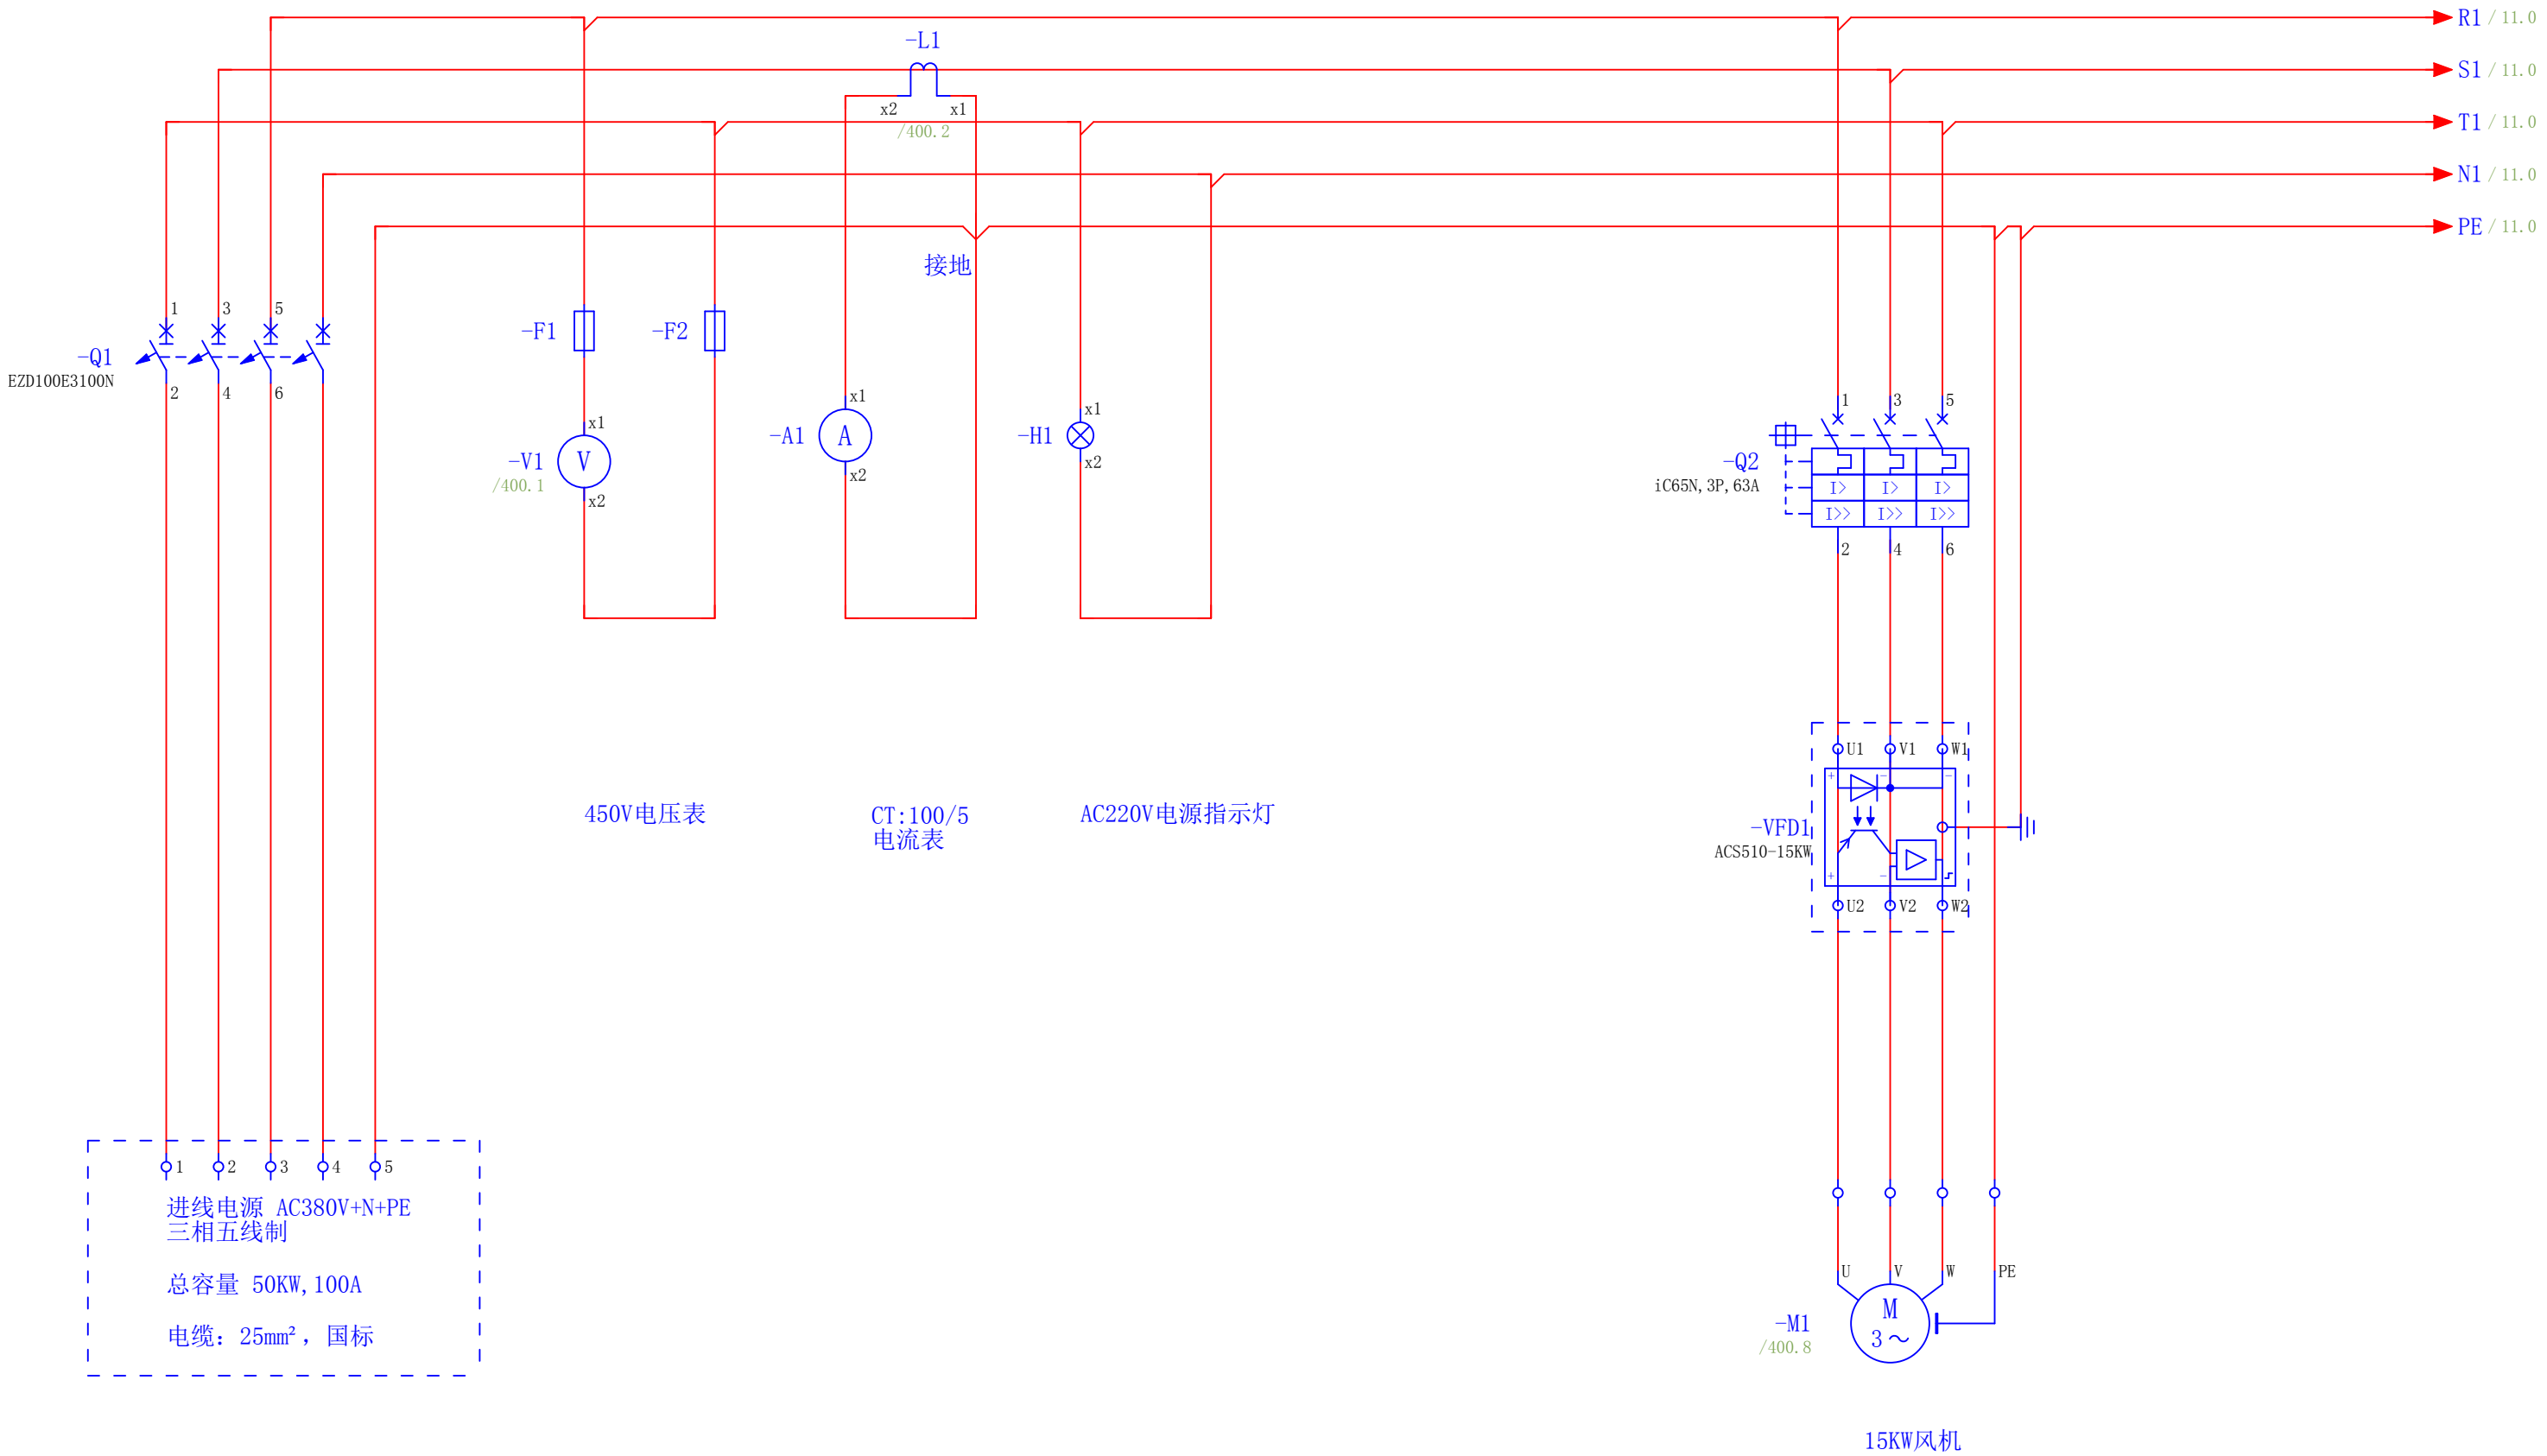 R1 / 11.0
-L1
S1 / 11.0
x2
x1
T1 / 11.0
/400.2
N1 / 11.0
PE / 11.0
接地
1
3
5
-Q1
EZD100E3100N
2
4
6
-F1
-F2
x1
V
-V1
/400.1
x2
x1
A
-A1
x2
x1
-H1
x2
1
3
5
-Q2
iC65N,3P,63A
I>
I>
I>
I>>
I>>
I>>
2
4
6
450V电压表
CT:100/5
电流表
AC220V电源指示灯
U1
V1
W1
+
-
-
-VFD1
ACS510-15KW
+
-
U2
V2
W2
1
2
3
4
5
进线电源 AC380V+N+PE
三相五线制
总容量 50KW,100A
电缆: 25mm², 国标
U
V
W
PE
M
3～
-M1
/400.8
15KW风机